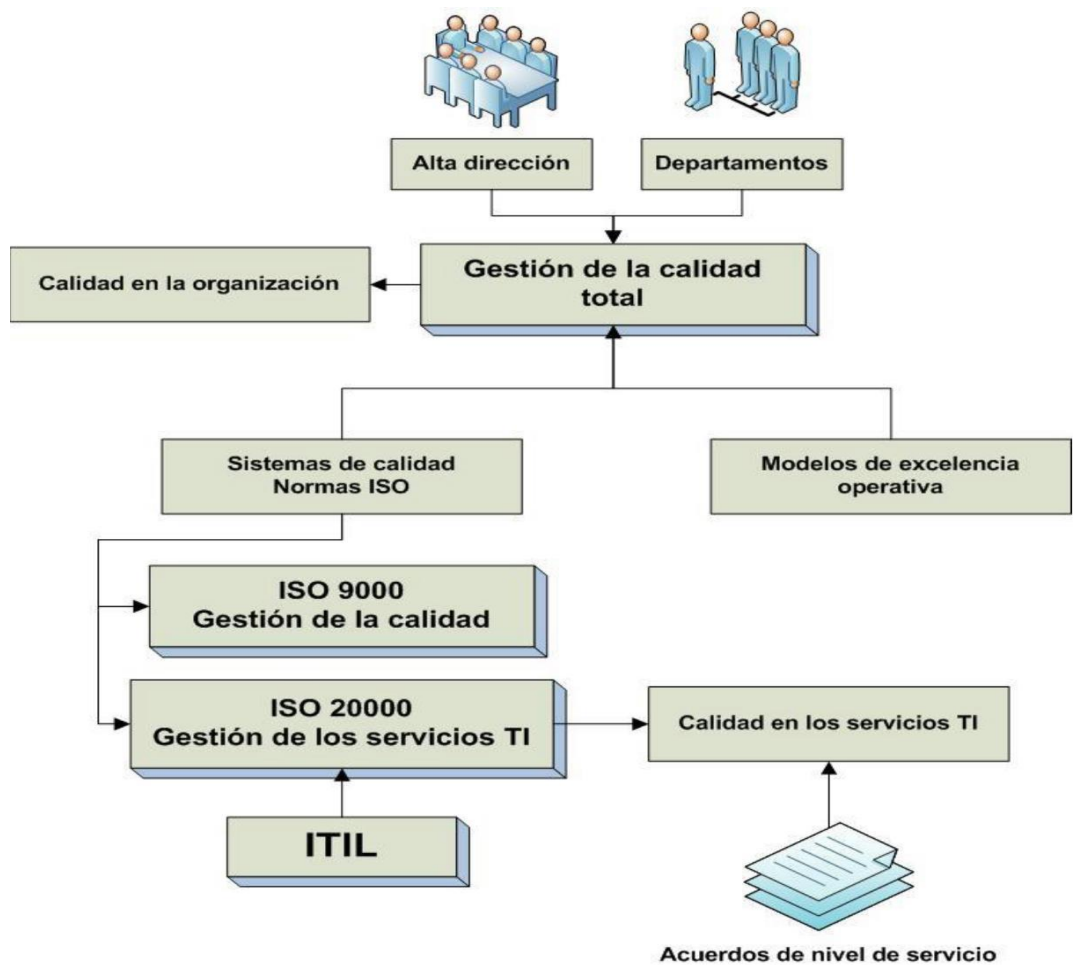 Alta dirección
Departamentos
Gestión de la calidad
total
Calidad en la organización
Sistemas de calidad
Normas ISO
Modelos de excelencia
operativa
ISO 9000
Gestión de la calidad
ISO 20000
Gestión de los servicios TI
Calidad en los servicios TI
ITIL
Acuerdos de nivel de servicio